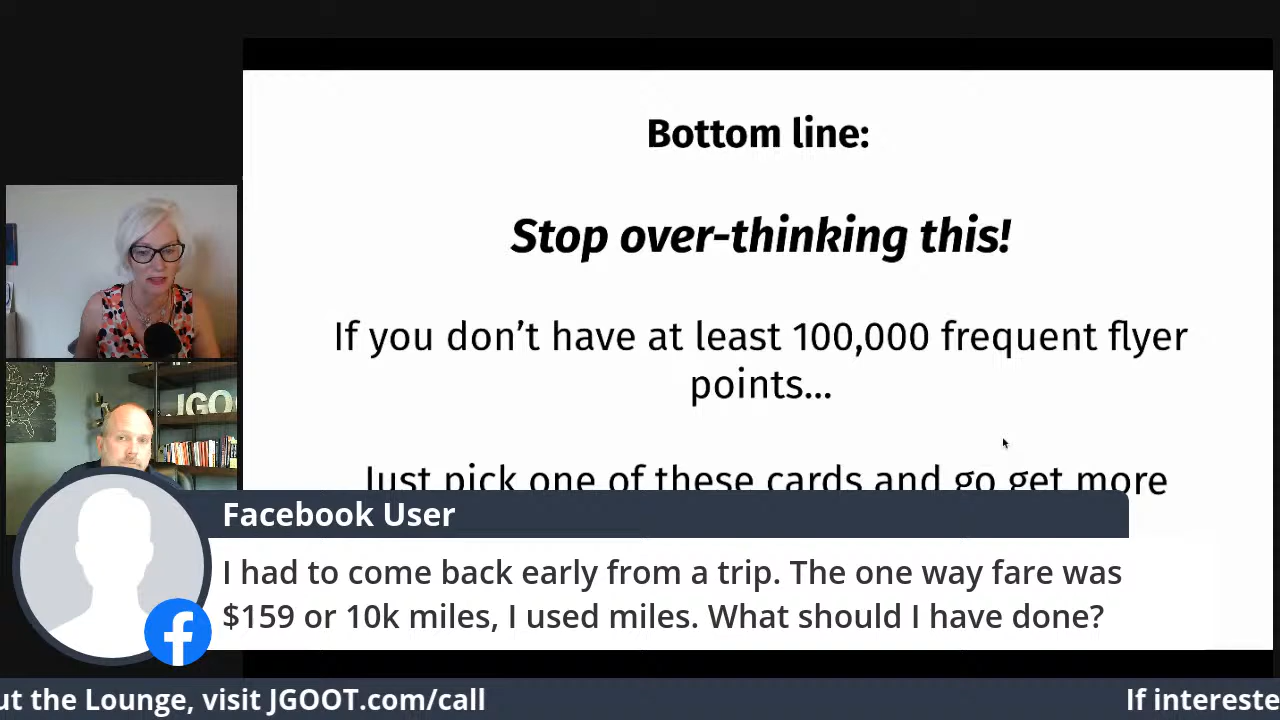 Bottom line:
Stop over-thinking this!
If you don't have at least 100,000 frequent flyer
points...
Just pick one of these cards and go get more
JGO
Facebook User
I had to come back early from a trip. The one way fare was
$159 or 10k miles, I used miles. What should I have done?
ut the Lounge, visit JGOOT.com/call
If intereste